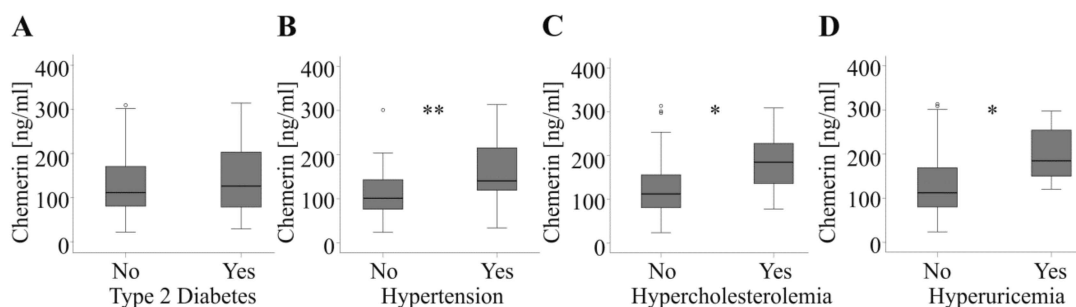 A
Chemerin [ng/ml]
400
300
200
100
0
No Yes
Type 2 Diabetes
B
Chemerin [ng/ml]
400
300
200
100
0
**
No Yes
Hypertension
C
Chemerin [ng/ml]
400
300
200
100
0
*
No Yes
Hypercholesterolemia
D
Chemerin [ng/ml]
400
300
200
100
0
*
No Yes
Hyperuricemia